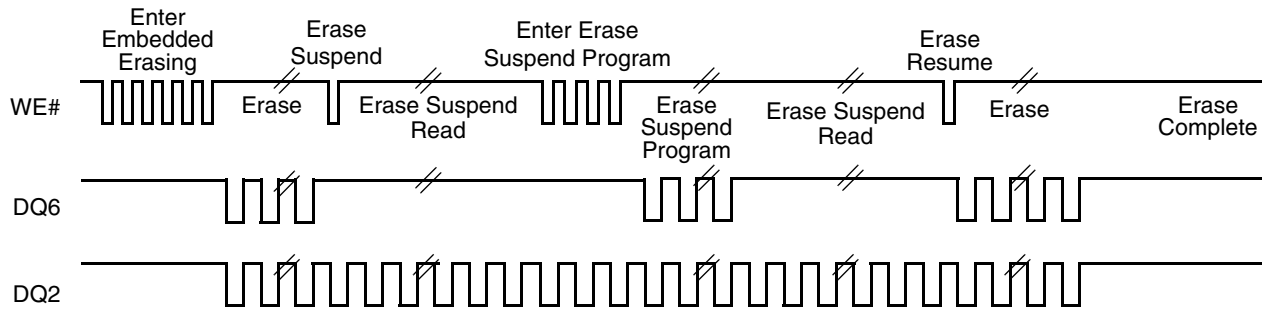 Enter
Embedded
Erasing
Erase
Suspend
Enter Erase
Suspend Program
Erase
Resume
WE#
Erase
Erase Suspend
Read
Erase
Suspend
Program
Erase Suspend
Read
Erase
Erase
Complete
DQ6
DQ2